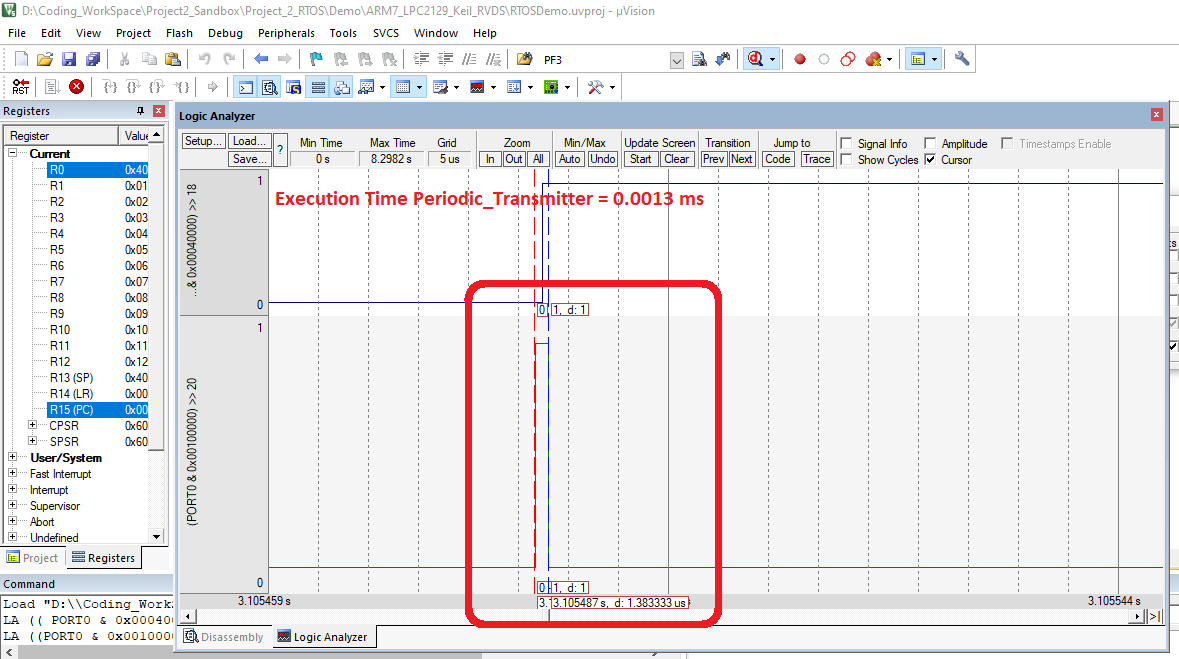 D:\Coding_WorkSpace\Project2_Sandbox\Project_2_RTOS\Demo\ARM7_LPC2129_Keil_RVDS\RTOSDemo.uvproj - µVision
File Edit View Project Flash Debug Peripherals Tools SVCS Window Help
PF3
RST
Registers
Register Value
Current
R0 0x40
R1 0x01
R2 0x02
R3 0x03
R4 0x04
R5 0x05
R6 0x06
R7 0x07
R8 0x08
R9 0x09
R10 0x10
R11 0x11
R12 0x12
R13 (SP) 0x40
R14 (LR) 0x00
R15 (PC) 0x00
CPSR 0x60
SPSR 0x60
User/System
Fast Interrupt
Interrupt
Supervisor
Abort
Undefined
Project Registers
Command
Load "D:\\Coding_Work
LA (( PORT0 & 0x00040
LA ((PORT0 & 0x001000
Logic Analyzer
Setup... Load... ? Min Time Max Time Grid Zoom Min/Max Update Screen Transition Jump to Signal Info Amplitude Timestamps Enable
Save... 0 s 8.2982 s 5 us In Out All Auto Undo Start Clear Prev Next Code Trace Show Cycles Cursor
...& 0x00040000) >> 18
1
0
Execution Time Periodic_Transmitter = 0.0013 ms
0 1, d: 1
(PORT0 & 0x00100000) >> 20
1
0
0 1, d: 1
3.105459 s 3.105487 s, d: 1.383333 us 3.105544 s
Disassembly Logic Analyzer